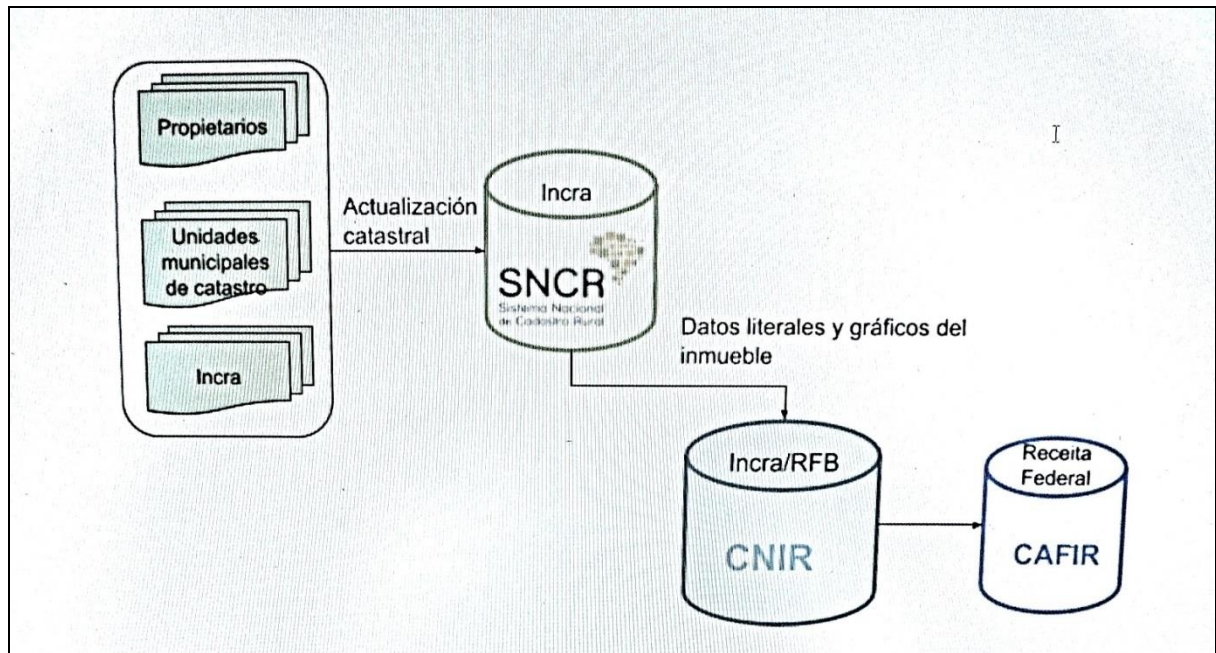 Propietarios
Unidades
municipales
de catastro
Incra
Actualización
catastral
Incra
SNCR
Sistema Nacional
de Cadastro Rural
Datos literales y gráficos del
inmueble
Incra/RFB
CNIR
Receita
Federal
CAFIR